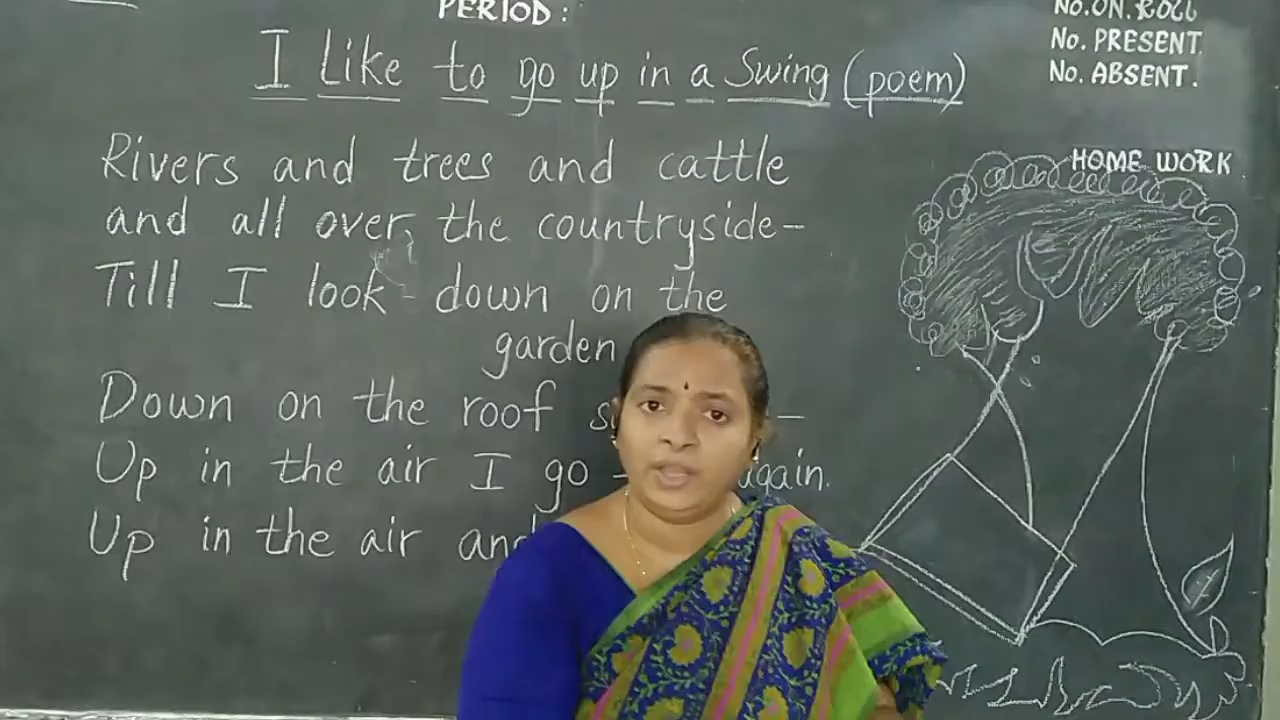 PERIOD:
No. ON. ROLL
No. PRESENT.
No. ABSENT.
I Like to go up in a Swing (poem)
HOME WORK
Rivers and trees and cattle
and all over the countryside-
Till I look down on the
garden
Down on the roof -
Up in the air I go -
Up in the air